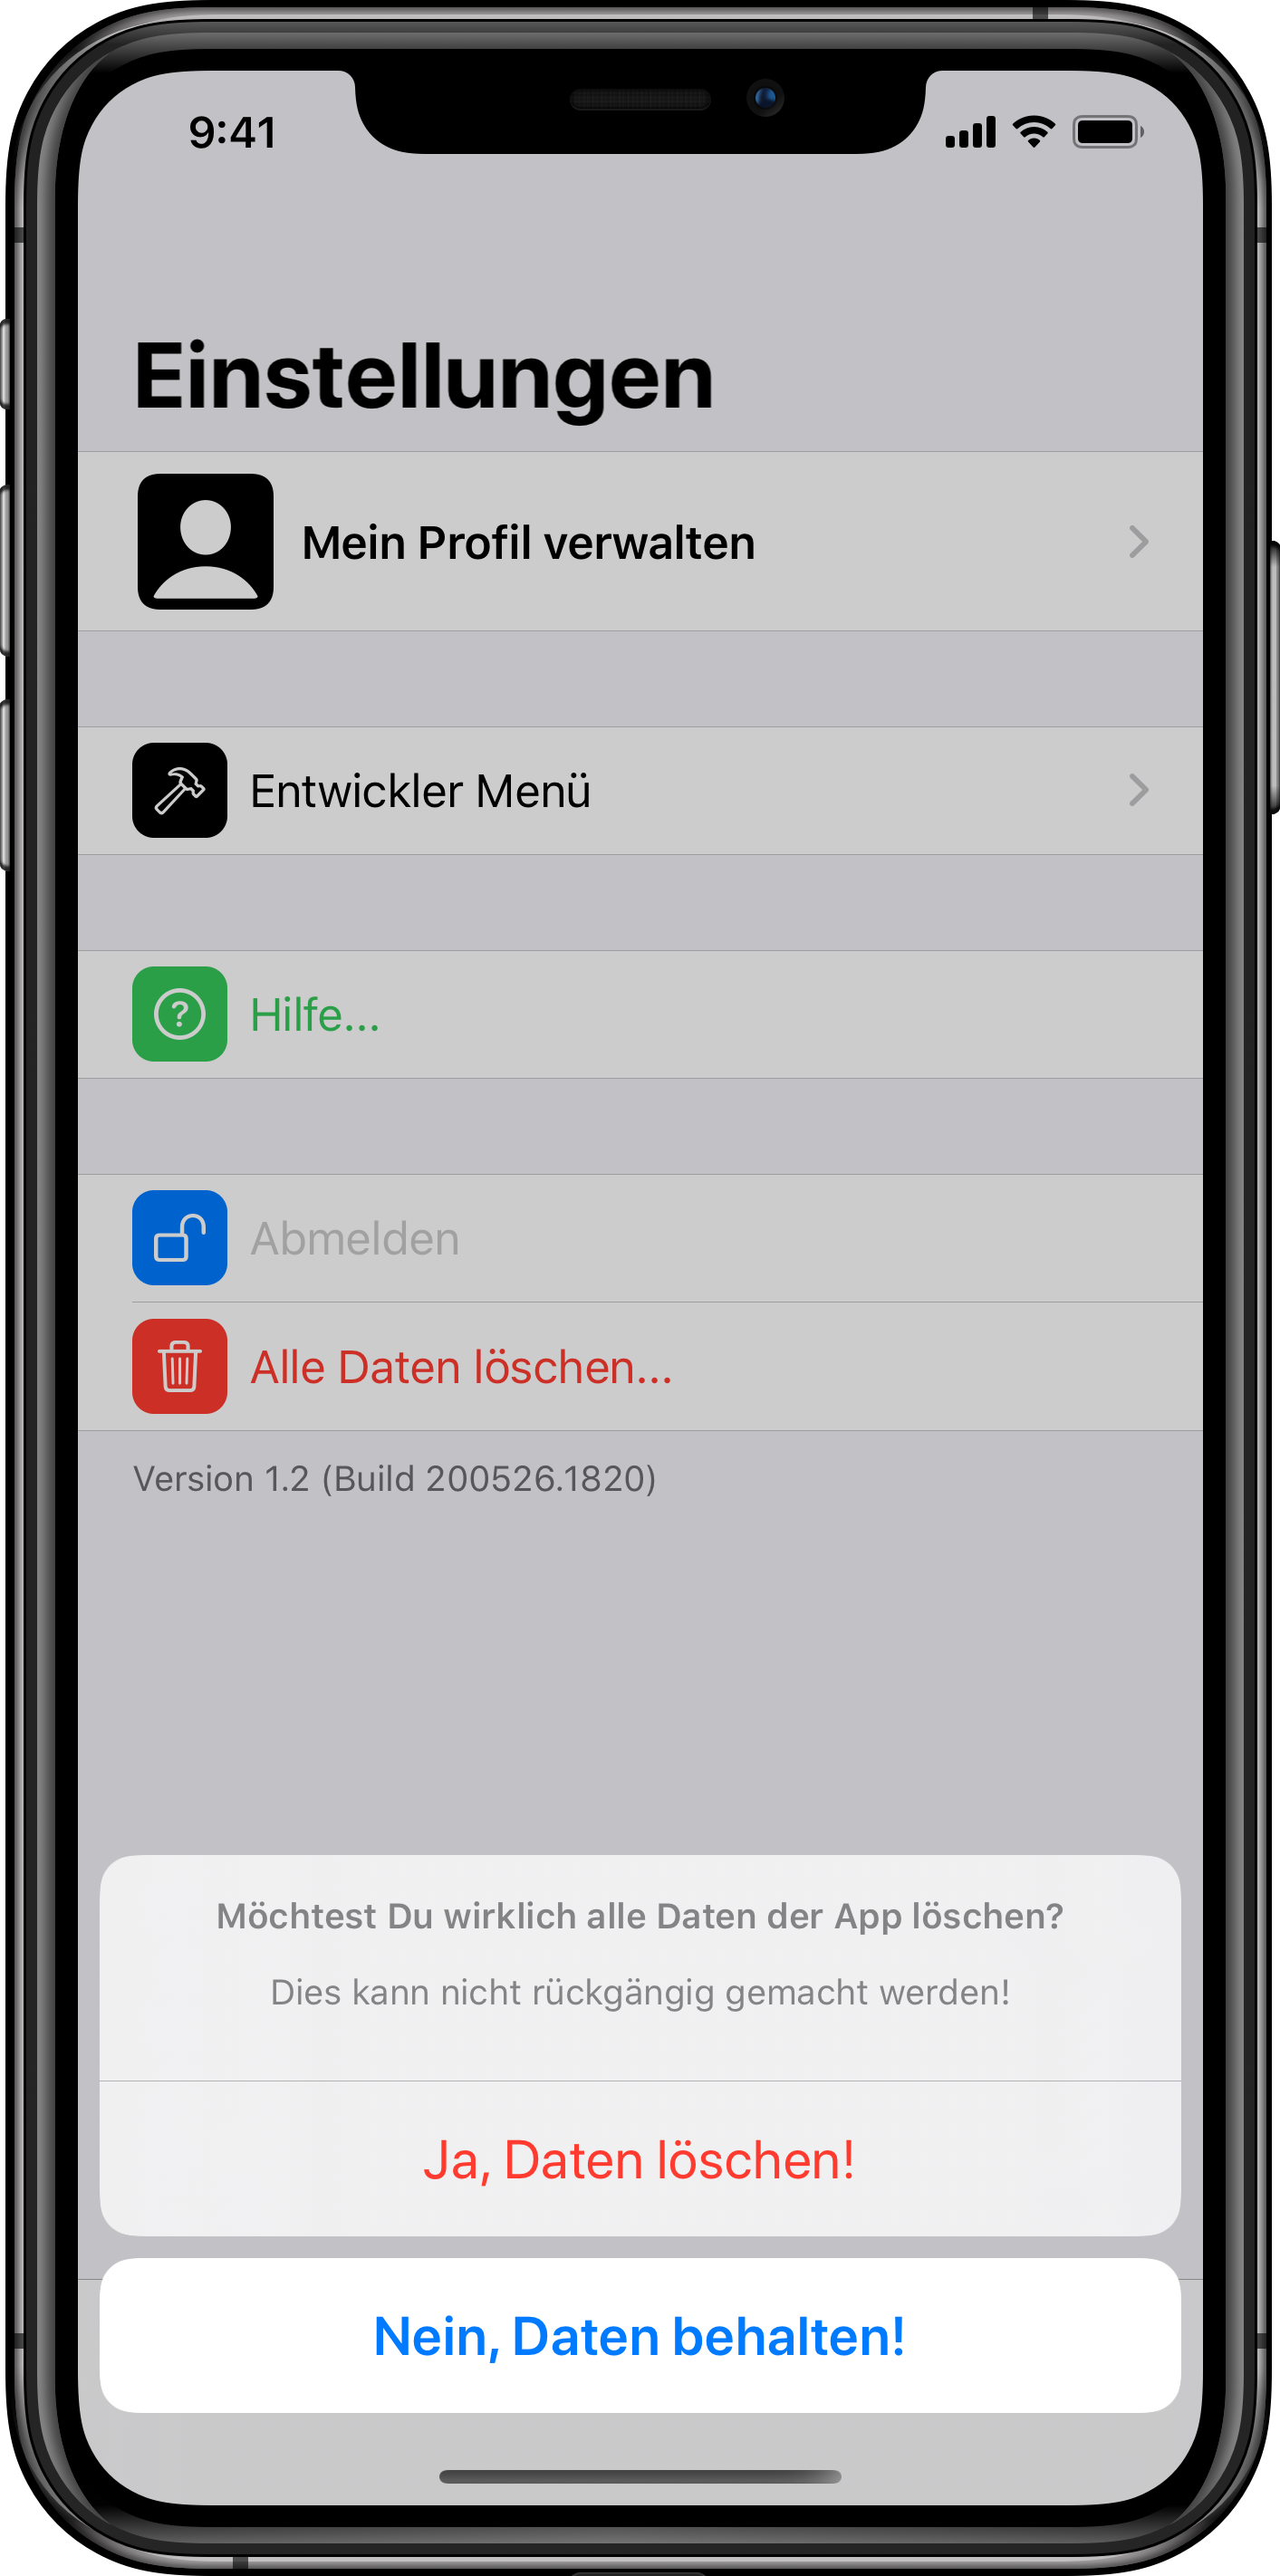 9:41
Einstellungen
Mein Profil verwalten
Entwickler Menü
Hilfe...
Abmelden
Alle Daten löschen...
Version 1.2 (Build 200526.1820)
Möchtest Du wirklich alle Daten der App löschen?
Dies kann nicht rückgängig gemacht werden!
Ja, Daten löschen!
Nein, Daten behalten!